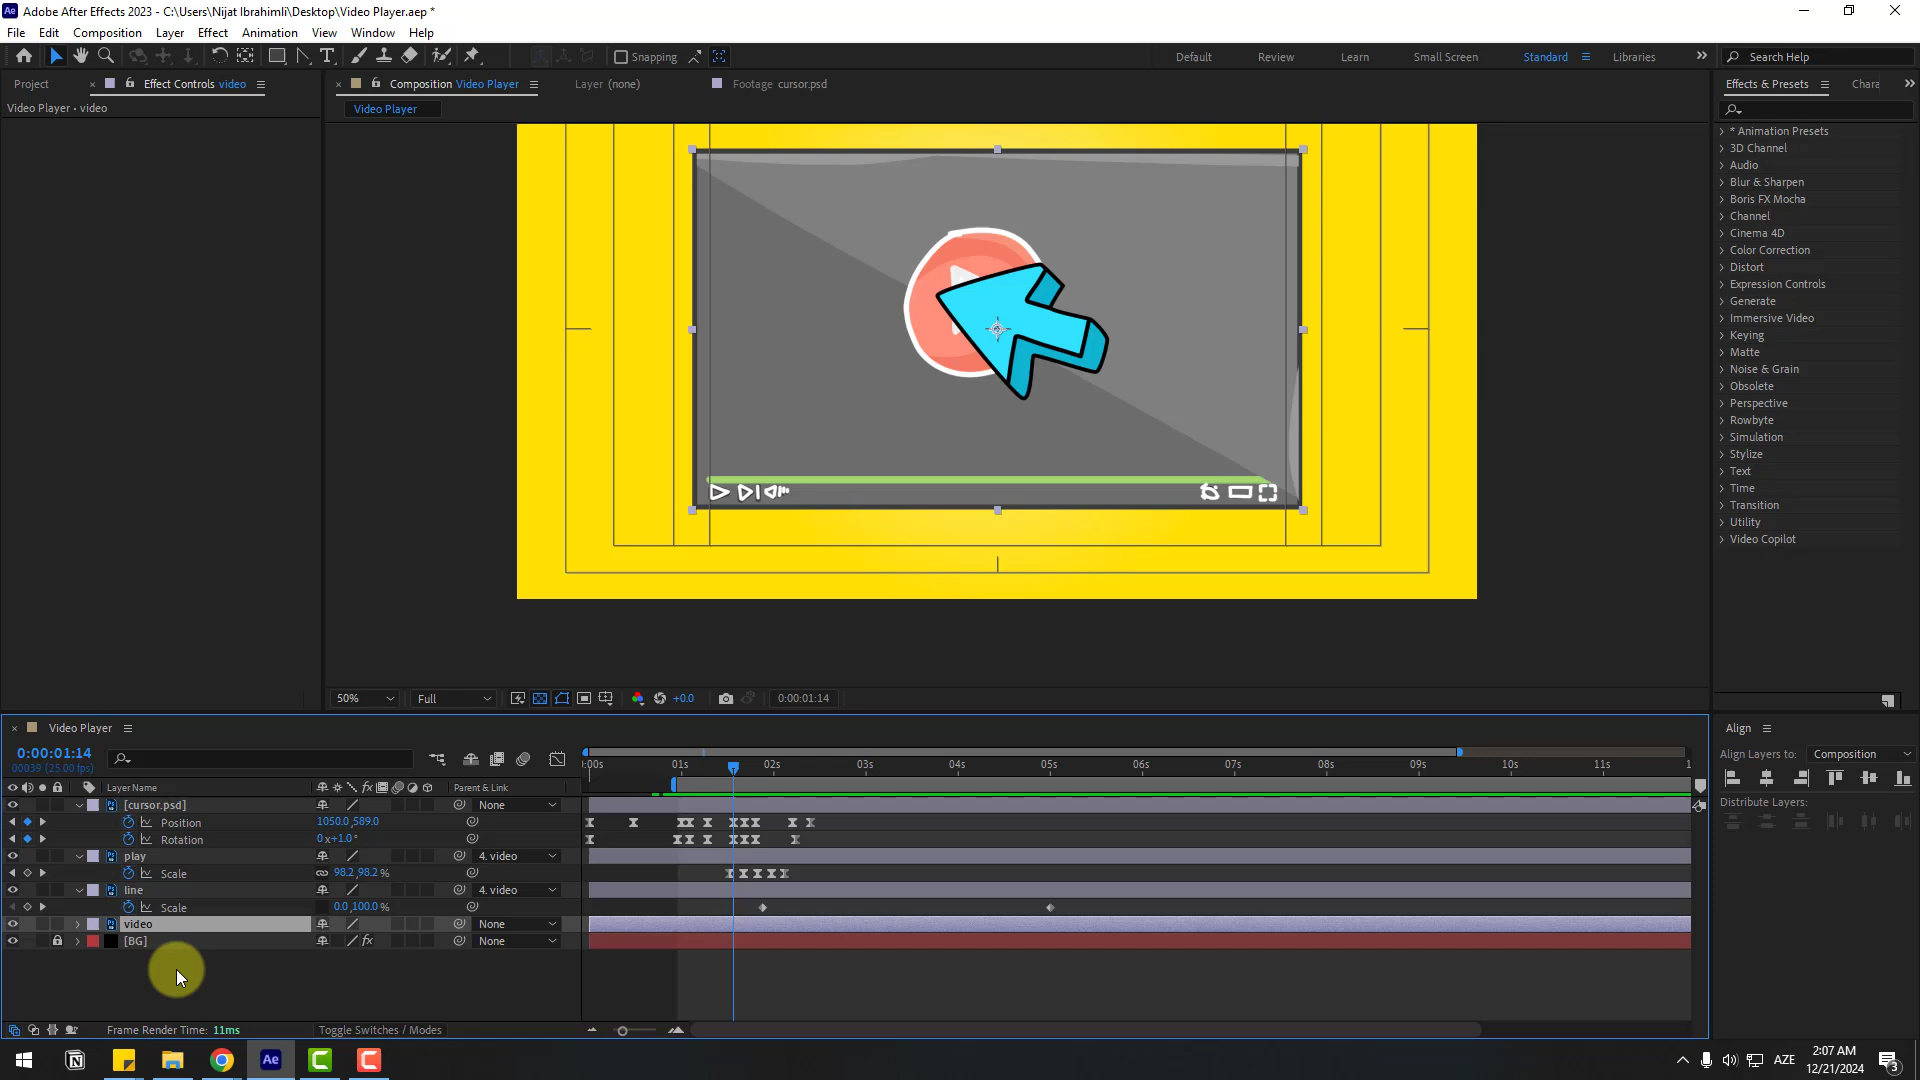 Adobe After Effects 2023 - C:\Users\Nijat Ibrahimli\Desktop\Video Player.aep *
File Edit Composition Layer Effect Animation View Window Help
Snapping Default Review Learn Small Screen Standard Libraries Search Help
Project Effect Controls video Composition Video Player Layer (none) Footage cursor.psd Effects & Presets Chara
Video Player • video
Video Player
* Animation Presets
3D Channel
Audio
Blur & Sharpen
Boris FX Mocha
Channel
Cinema 4D
Color Correction
Distort
Expression Controls
Generate
Immersive Video
Keying
Matte
Noise & Grain
Obsolete
Perspective
Rowbyte
Simulation
Stylize
Text
Time
Transition
Utility
Video Copilot
50% Full +0.0 0:00:01:14
Video Player
Align
0:00:01:14
00039 (25.00 fps)
Align Layers to: Composition
:00s 01s 02s 03s 04s 05s 06s 07s 08s 09s 10s 11s 1
Layer Name Parent & Link
Distribute Layers:
[cursor.psd] None
Position 1050.0,589.0
Rotation 0x+1.0°
play 4. video
Scale 98.2,98.2%
line 4. video
Scale 0.0,100.0%
video None
[BG] None
Frame Render Time: 11ms Toggle Switches / Modes
AZE 2:07 AM
12/21/2024
3